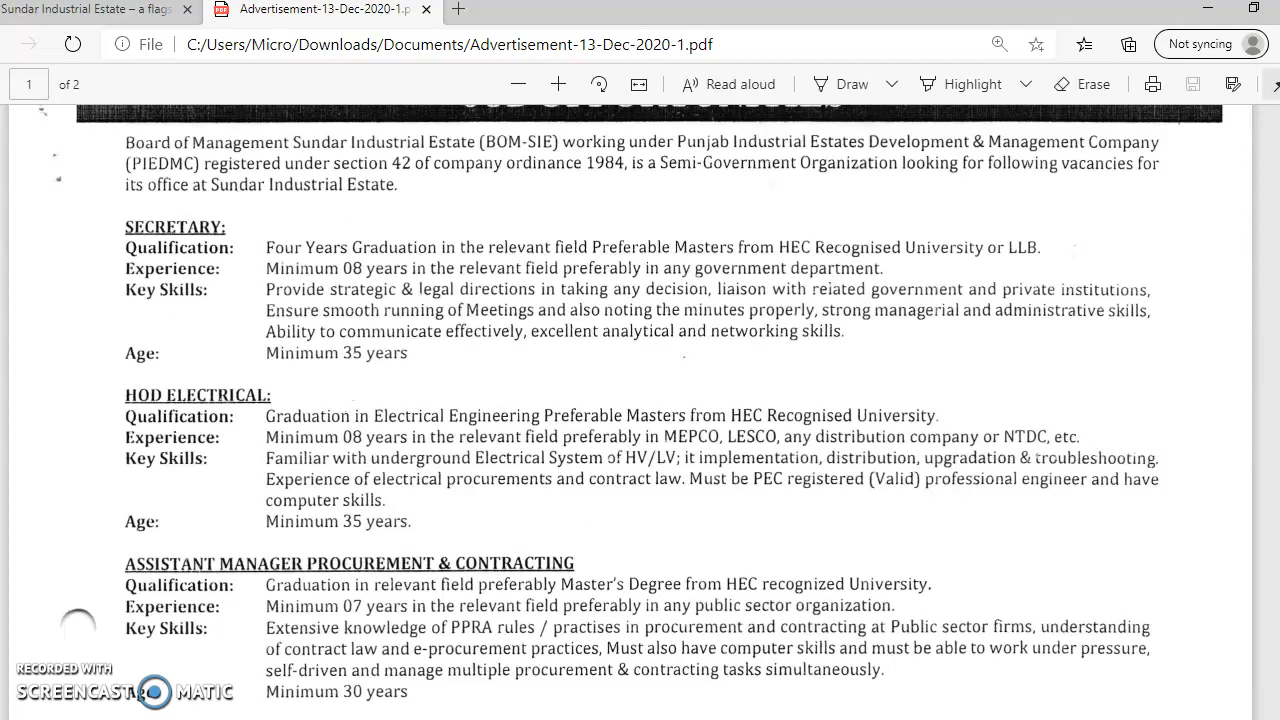 Sundar Industrial Estate – a flags
Advertisement-13-Dec-2020-1.p
File
C:/Users/Micro/Downloads/Documents/Advertisement-13-Dec-2020-1.pdf
Not syncing
1 of 2
Read aloud
Draw
Highlight
Erase
Board of Management Sundar Industrial Estate (BOM-SIE) working under Punjab Industrial Estates Development & Management Company
(PIEDMC) registered under section 42 of company ordinance 1984, is a Semi-Government Organization looking for following vacancies for
its office at Sundar Industrial Estate.
SECRETARY:
Qualification: Four Years Graduation in the relevant field Preferable Masters from HEC Recognised University or LLB.
Experience: Minimum 08 years in the relevant field preferably in any government department.
Key Skills: Provide strategic & legal directions in taking any decision, liaison with related government and private institutions,
Ensure smooth running of Meetings and also noting the minutes properly, strong managerial and administrative skills,
Ability to communicate effectively, excellent analytical and networking skills.
Age: Minimum 35 years
HOD ELECTRICAL:
Qualification: Graduation in Electrical Engineering Preferable Masters from HEC Recognised University.
Experience: Minimum 08 years in the relevant field preferably in MEPCO, LESCO, any distribution company or NTDC, etc.
Key Skills: Familiar with underground Electrical System of HV/LV; it implementation, distribution, upgradation & troubleshooting.
Experience of electrical procurements and contract law. Must be PEC registered (Valid) professional engineer and have
computer skills.
Age: Minimum 35 years.
ASSISTANT MANAGER PROCUREMENT & CONTRACTING
Qualification: Graduation in relevant field preferably Master's Degree from HEC recognized University.
Experience: Minimum 07 years in the relevant field preferably in any public sector organization.
Key Skills: Extensive knowledge of PPRA rules / practises in procurement and contracting at Public sector firms, understanding
of contract law and e-procurement practices, Must also have computer skills and must be able to work under pressure,
self-driven and manage multiple procurement & contracting tasks simultaneously.
Minimum 30 years
RECORDED WITH
SCREENCAST MATIC